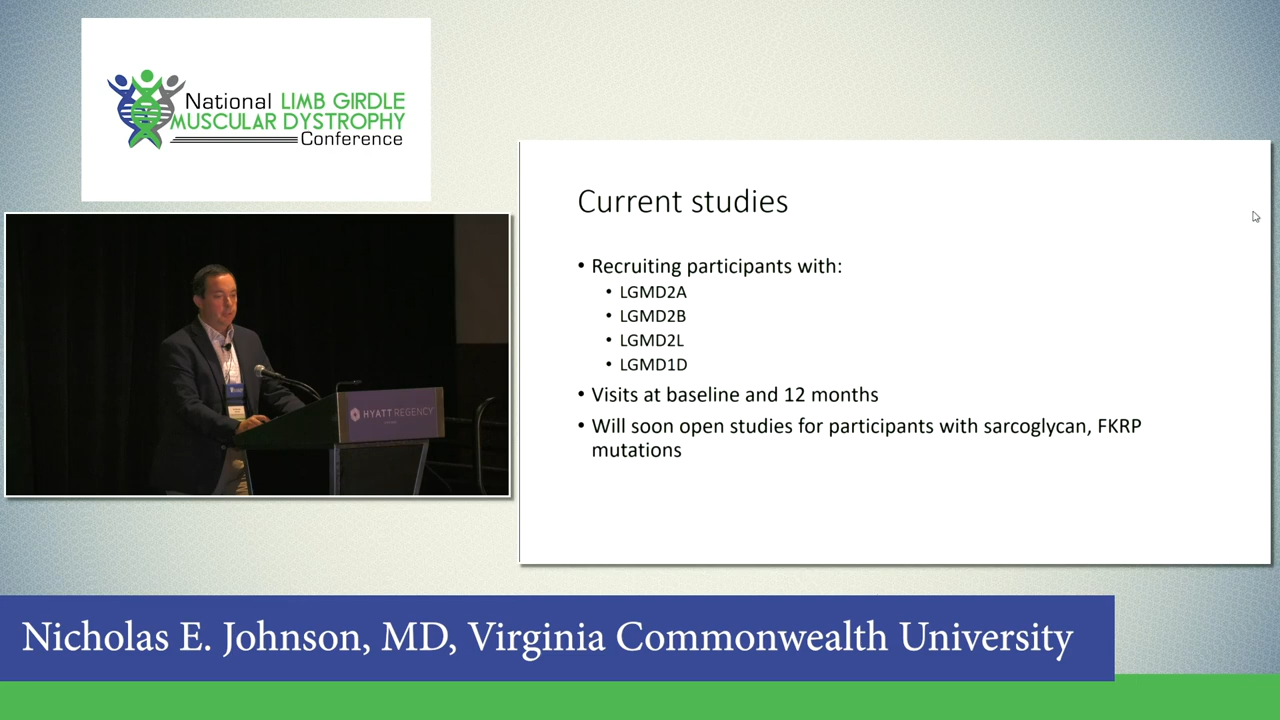 National LIMB GIRDLE
MUSCULAR DYSTROPHY
Conference
HYATT REGENCY
Current studies
• Recruiting participants with:
• LGMD2A
• LGMD2B
• LGMD2L
• LGMD1D
• Visits at baseline and 12 months
• Will soon open studies for participants with sarcoglycan, FKRP
mutations
Nicholas E. Johnson, MD, Virginia Commonwealth University